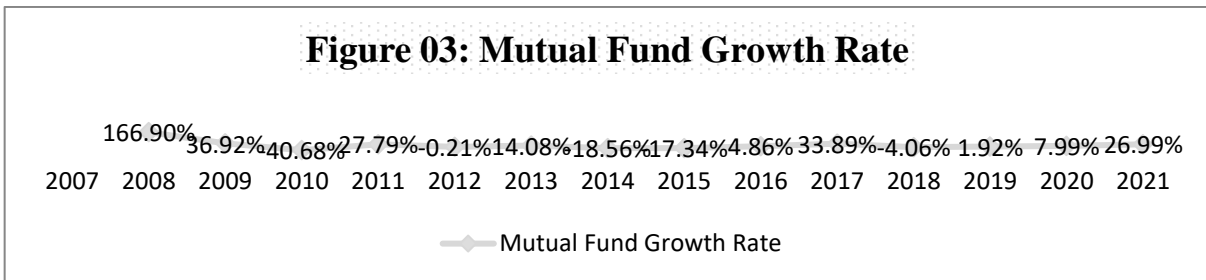 Figure 03: Mutual Fund Growth Rate
166.90% 36.92% -40.68% 27.79% -0.21% 14.08% -18.56% 17.34% 4.86% 33.89% -4.06% 1.92% 7.99% 26.99%
2007 2008 2009 2010 2011 2012 2013 2014 2015 2016 2017 2018 2019 2020 2021
Mutual Fund Growth Rate